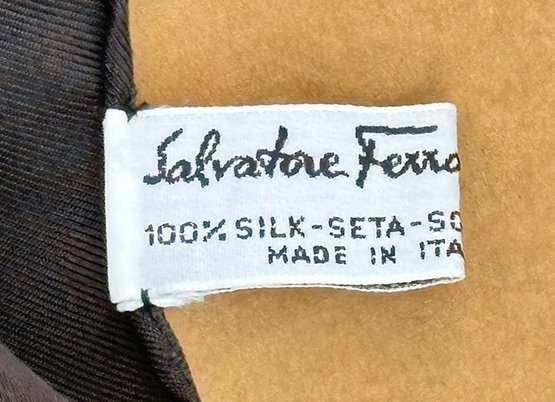 Salvatore Ferra
100% SILK-SETA-SO
MADE IN ITA